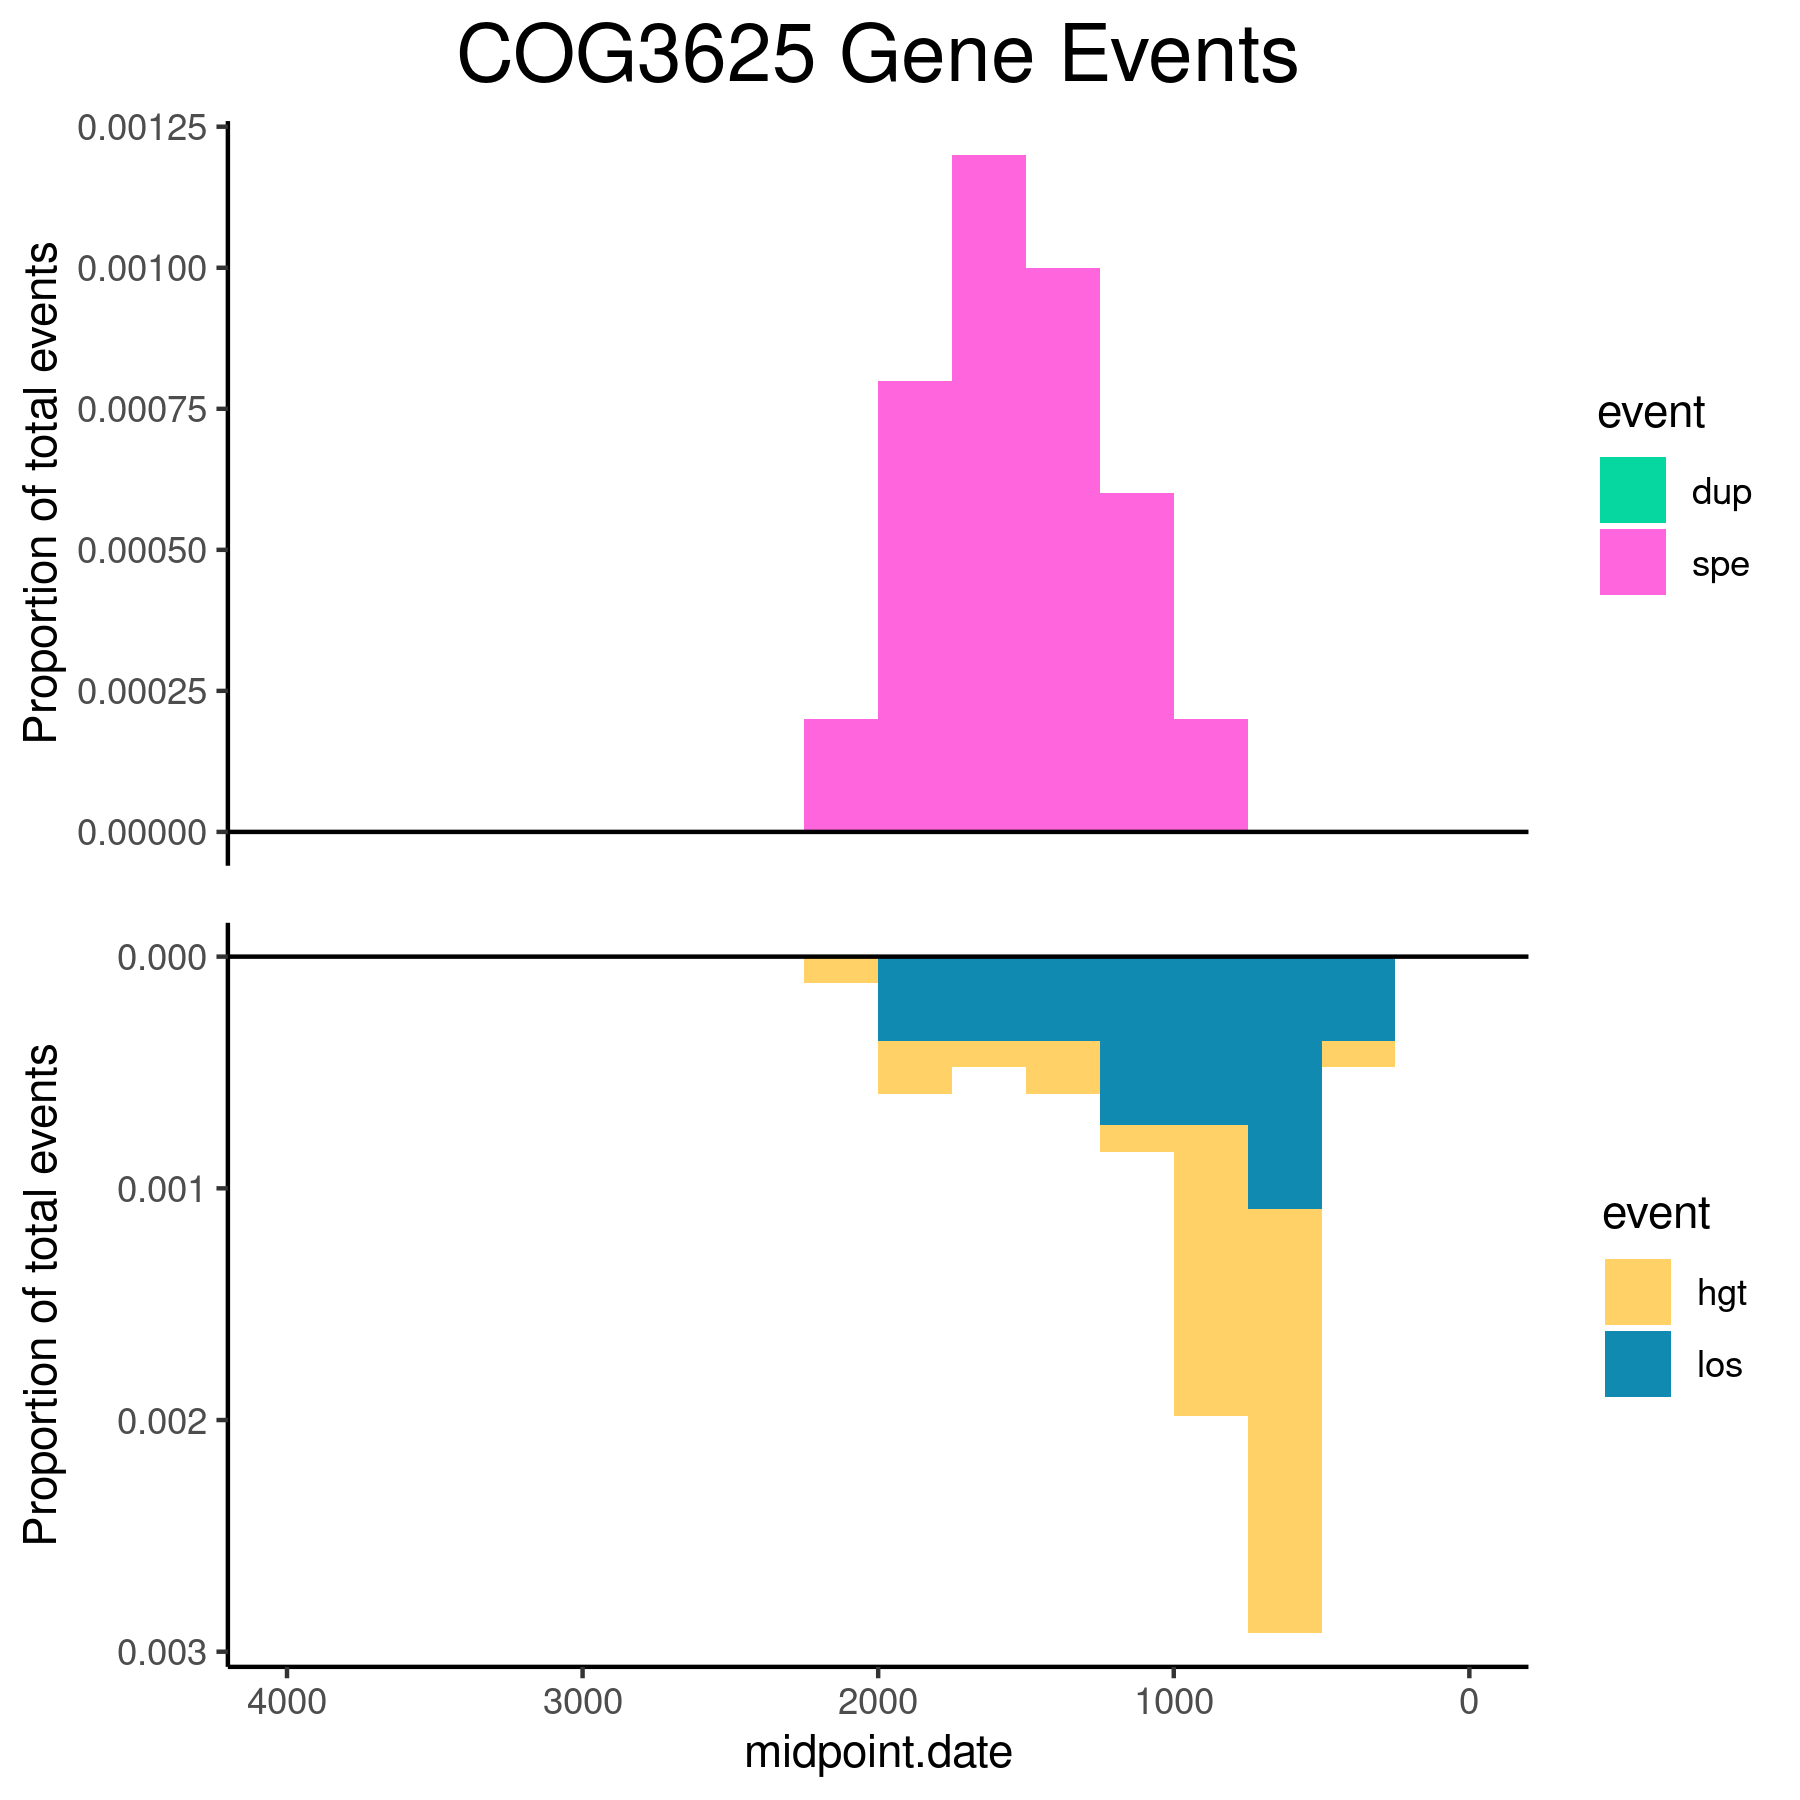 COG3625 Gene Events
Proportion of total events
0.00125
0.00100
0.00075
0.00050
0.00025
0.00000
event
dup
spe
Proportion of total events
0.000
0.001
0.002
0.003
event
hgt
los
4000 3000 2000 1000 0
midpoint.date